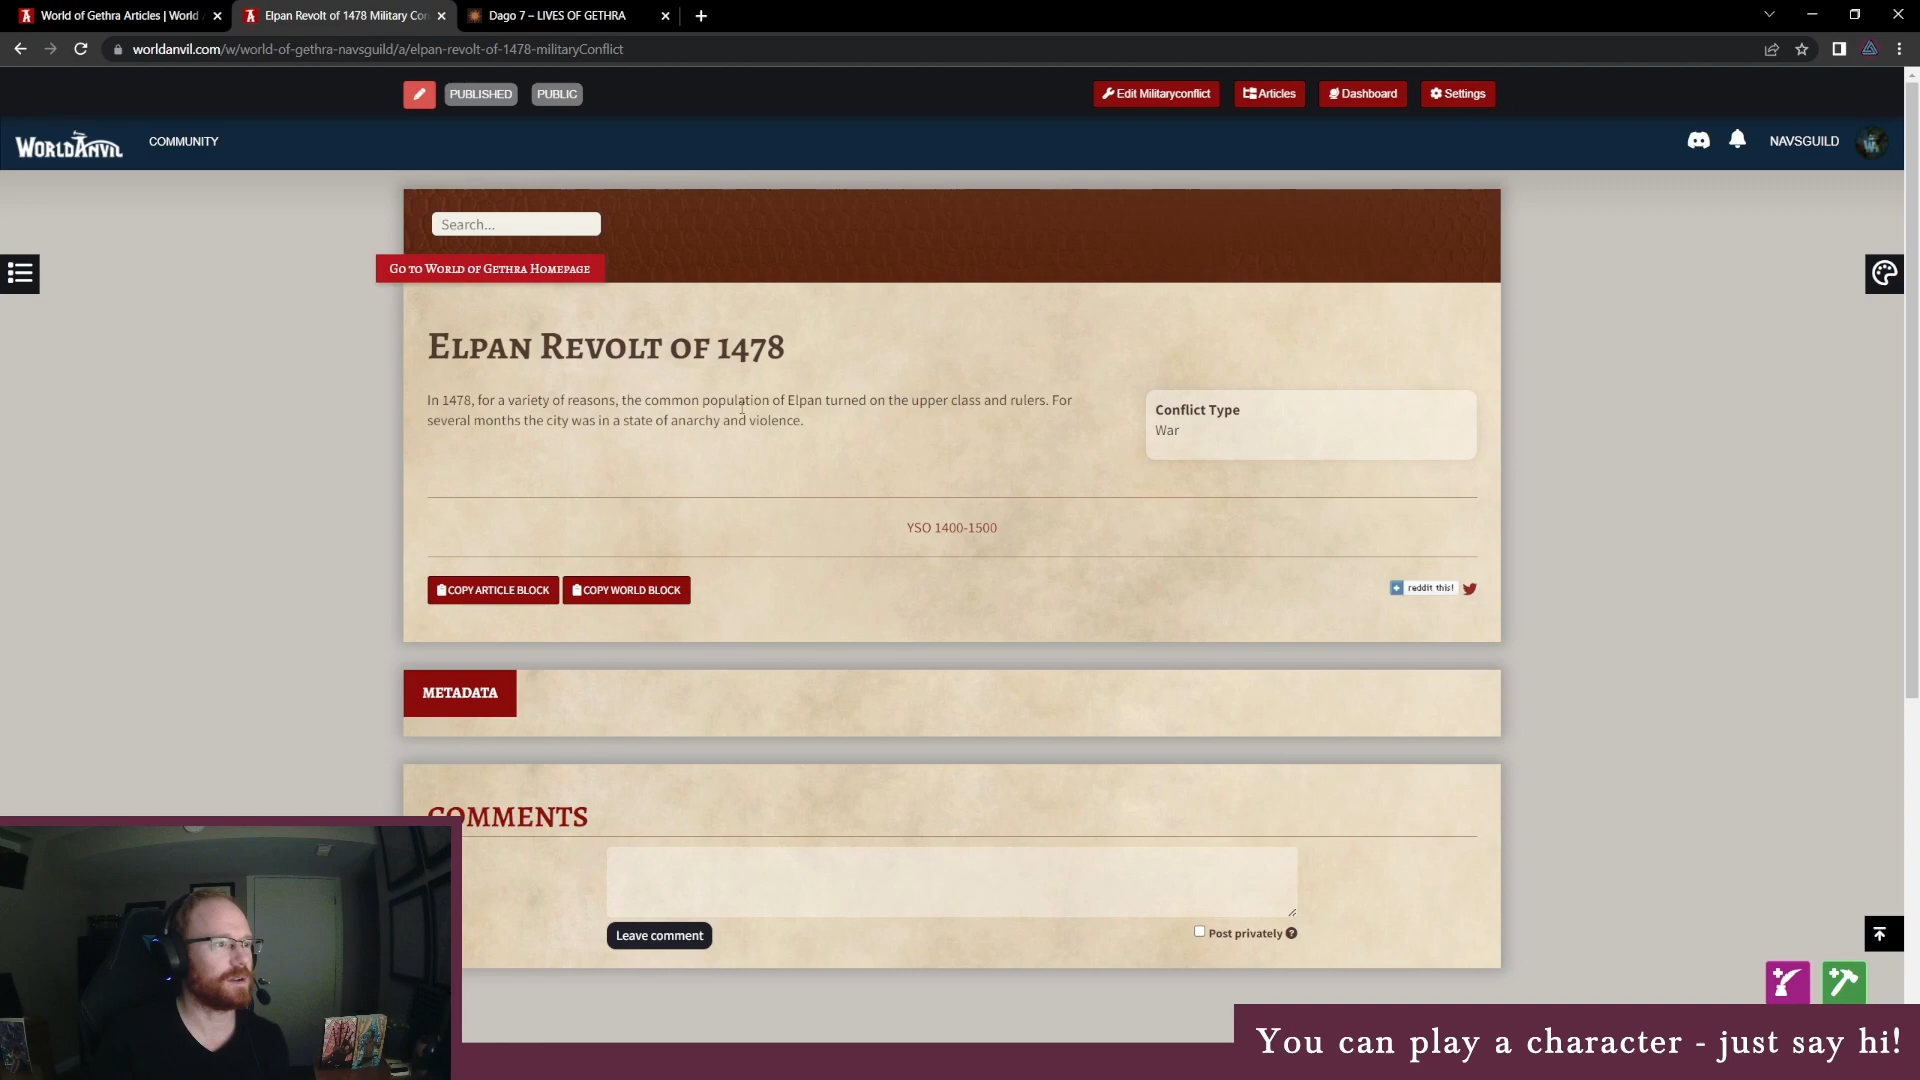 World of Gethra Articles | World
Elpan Revolt of 1478 Military Con
Dago 7 – LIVES OF GETHRA
worldanvil.com/w/world-of-gethra-navsguild/a/elpan-revolt-of-1478-militaryConflict
PUBLISHED
PUBLIC
Edit Militaryconflict
Articles
Dashboard
Settings
WORLDANVIL
COMMUNITY
NAVSGUILD
Search...
GO TO WORLD OF GETHRA HOMEPAGE
ELPAN REVOLT OF 1478
In 1478, for a variety of reasons, the common population of Elpan turned on the upper class and rulers. For
several months the city was in a state of anarchy and violence.
Conflict Type
War
YSO 1400-1500
COPY ARTICLE BLOCK
COPY WORLD BLOCK
reddit this!
METADATA
COMMENTS
Leave comment
Post privately
You can play a character - just say hi!